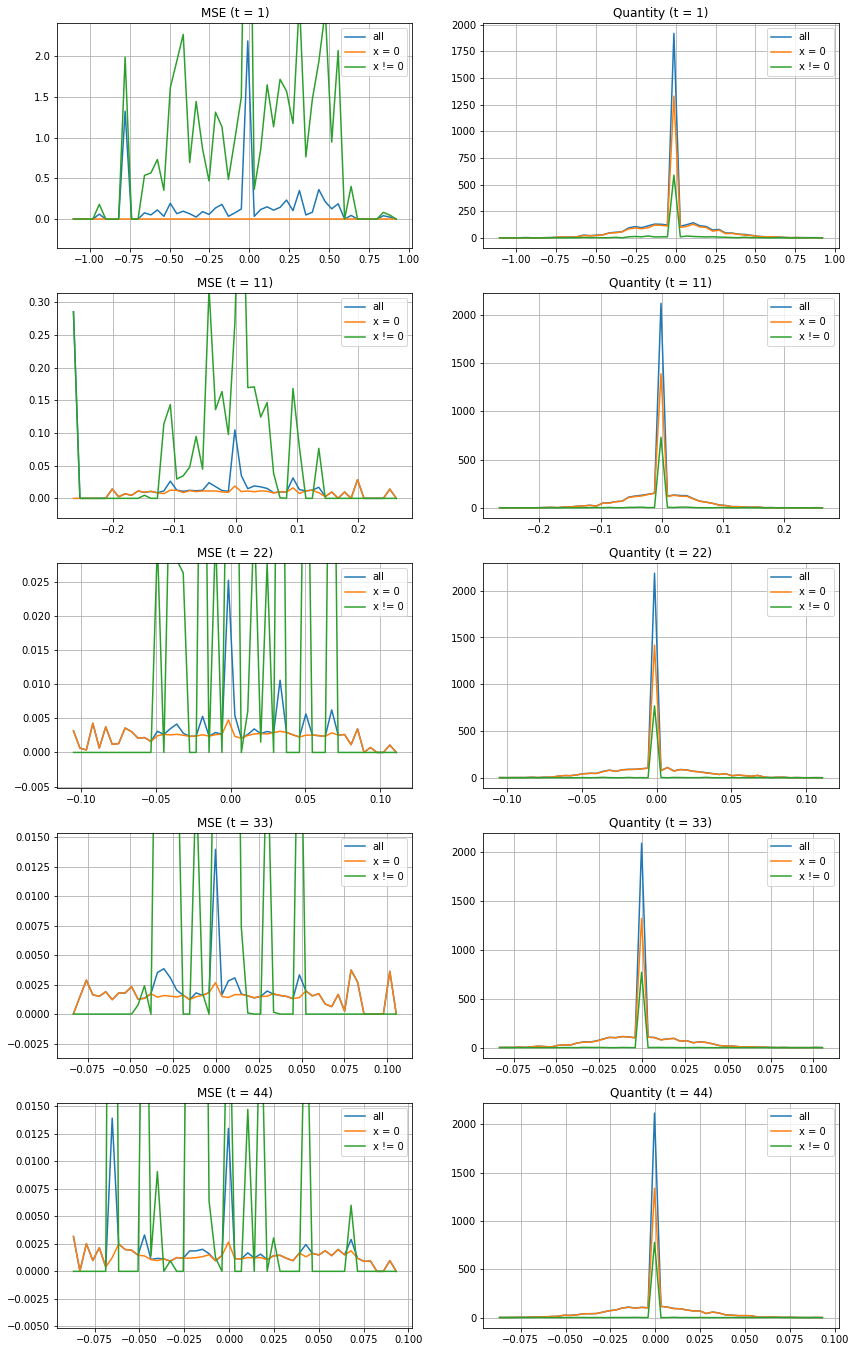 MSE (t = 1)
2.0
1.5
1.0
0.5
0.0
−1.00 −0.75 −0.50 −0.25 0.00 0.25 0.50 0.75 1.00
all
x = 0
x != 0
Quantity (t = 1)
2000
1750
1500
1250
1000
750
500
250
0
−1.00 −0.75 −0.50 −0.25 0.00 0.25 0.50 0.75 1.00
all
x = 0
x != 0
MSE (t = 11)
0.30
0.25
0.20
0.15
0.10
0.05
0.00
−0.2 −0.1 0.0 0.1 0.2
all
x = 0
x != 0
Quantity (t = 11)
2000
1500
1000
500
0
−0.2 −0.1 0.0 0.1 0.2
all
x = 0
x != 0
MSE (t = 22)
0.025
0.020
0.015
0.010
0.005
0.000
−0.005
−0.10 −0.05 0.00 0.05 0.10
all
x = 0
x != 0
Quantity (t = 22)
2000
1500
1000
500
0
−0.10 −0.05 0.00 0.05 0.10
all
x = 0
x != 0
MSE (t = 33)
0.0150
0.0125
0.0100
0.0075
0.0050
0.0025
0.0000
−0.0025
−0.075 −0.050 −0.025 0.000 0.025 0.050 0.075 0.100
all
x = 0
x != 0
Quantity (t = 33)
2000
1500
1000
500
0
−0.075 −0.050 −0.025 0.000 0.025 0.050 0.075 0.100
all
x = 0
x != 0
MSE (t = 44)
0.0150
0.0125
0.0100
0.0075
0.0050
0.0025
0.0000
−0.0025
−0.0050
−0.075 −0.050 −0.025 0.000 0.025 0.050 0.075 0.100
all
x = 0
x != 0
Quantity (t = 44)
2000
1500
1000
500
0
−0.075 −0.050 −0.025 0.000 0.025 0.050 0.075 0.100
all
x = 0
x != 0